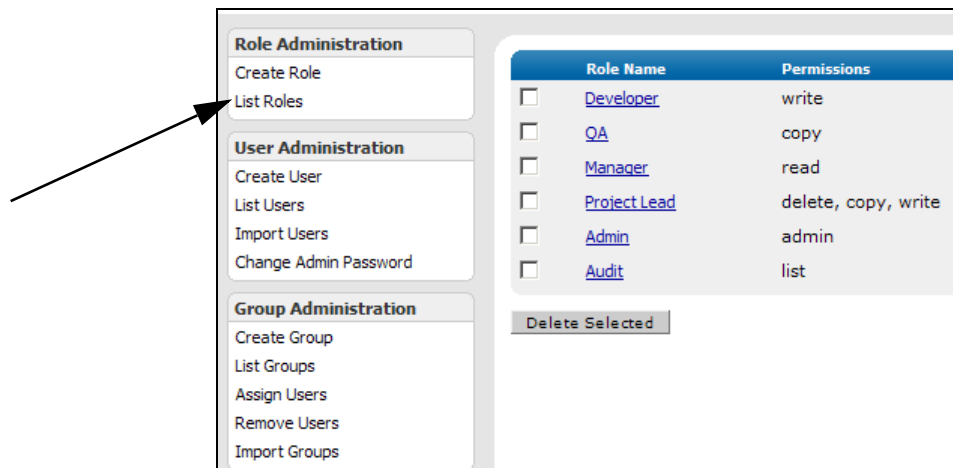 Role Administration
Create Role
List Roles
User Administration
Create User
List Users
Import Users
Change Admin Password
Group Administration
Create Group
List Groups
Assign Users
Remove Users
Import Groups
Role Name Permissions
Developer write
QA copy
Manager read
Project Lead delete, copy, write
Admin admin
Audit list
Delete Selected